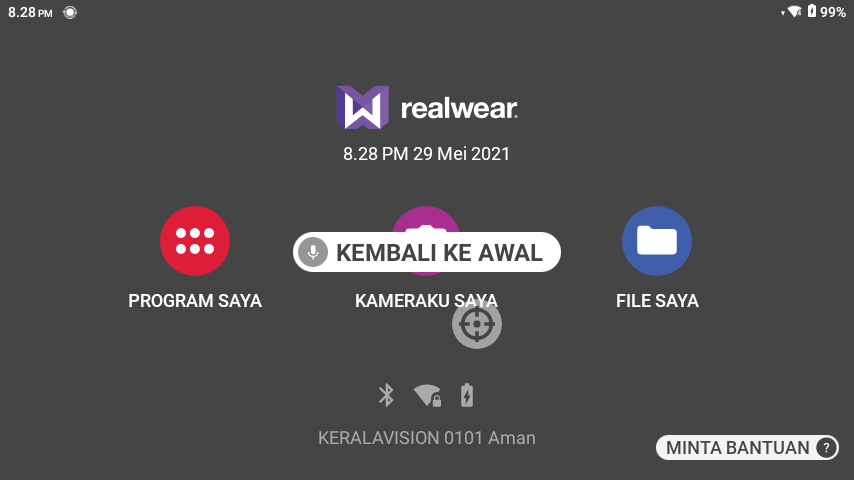 8.28 PM
99%
realwear
8.28 PM 29 Mei 2021
KEMBALI KE AWAL
PROGRAM SAYA
KAMERAKU SAYA
FILE SAYA
KERALAVISION 0101 Aman
MINTA BANTUAN ?